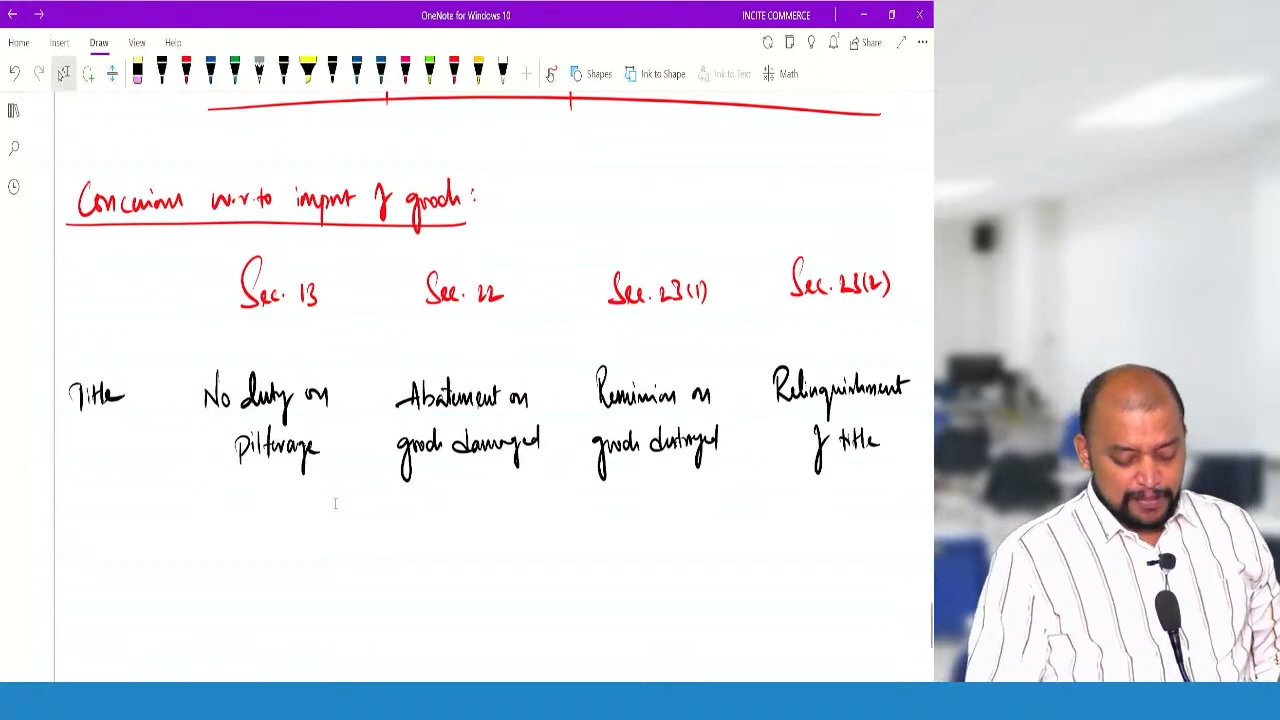 OneNote for Windows 10
INCITE COMMERCE
Home Insert Draw View Help
Share
Shapes Ink to Shape Ink to Text Math
Concessions w.r.to import of goods:
Sec. 13 Sec. 22 Sec. 23(1) Sec. 23(2)
Title No duty on Abatement on Remission on Relinquishment
pilferage goods damaged goods destroyed of title